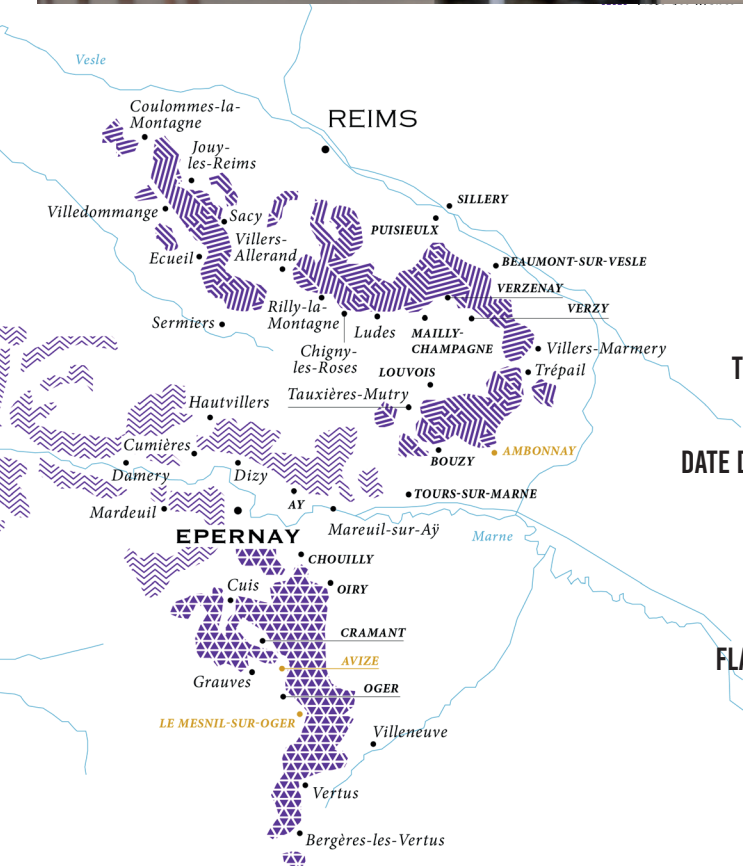 Vesle
Coulommes-la-
Montagne
REIMS
Jouy-
les-Reims
SILLERY
Villedommange
Sacy
PUISIEULX
Villers-
Allerand
Ecueil
BEAUMONT-SUR-VESLE
VERZENAY
Rilly-la-
Montagne
VERZY
Sermiers
Ludes
MAILLY-
CHAMPAGNE
Chigny-
les-Roses
Villers-Marmery
LOUVOIS
Trépail
T
Tauxières-Mutry
Hautvillers
Cumières
AMBONNAY
BOUZY
DATE D
Damery
Dizy
TOURS-SUR-MARNE
AY
Mardeuil
Mareuil-sur-Aÿ
EPERNAY
Marne
CHOUILLY
Cuis
OIRY
CRAMANT
AVIZE
FLA
Grauves
OGER
LE MESNIL-SUR-OGER
Villeneuve
Vertus
Bergères-les-Vertus